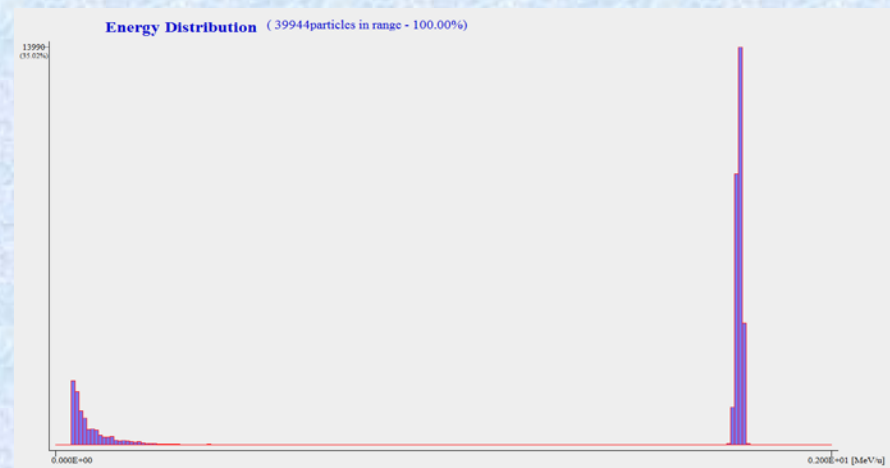 Energy Distribution ( 39944particles in range - 100.00%)
13990
(35.02%)
0.000E+00 0.200E+01 [MeV/u]